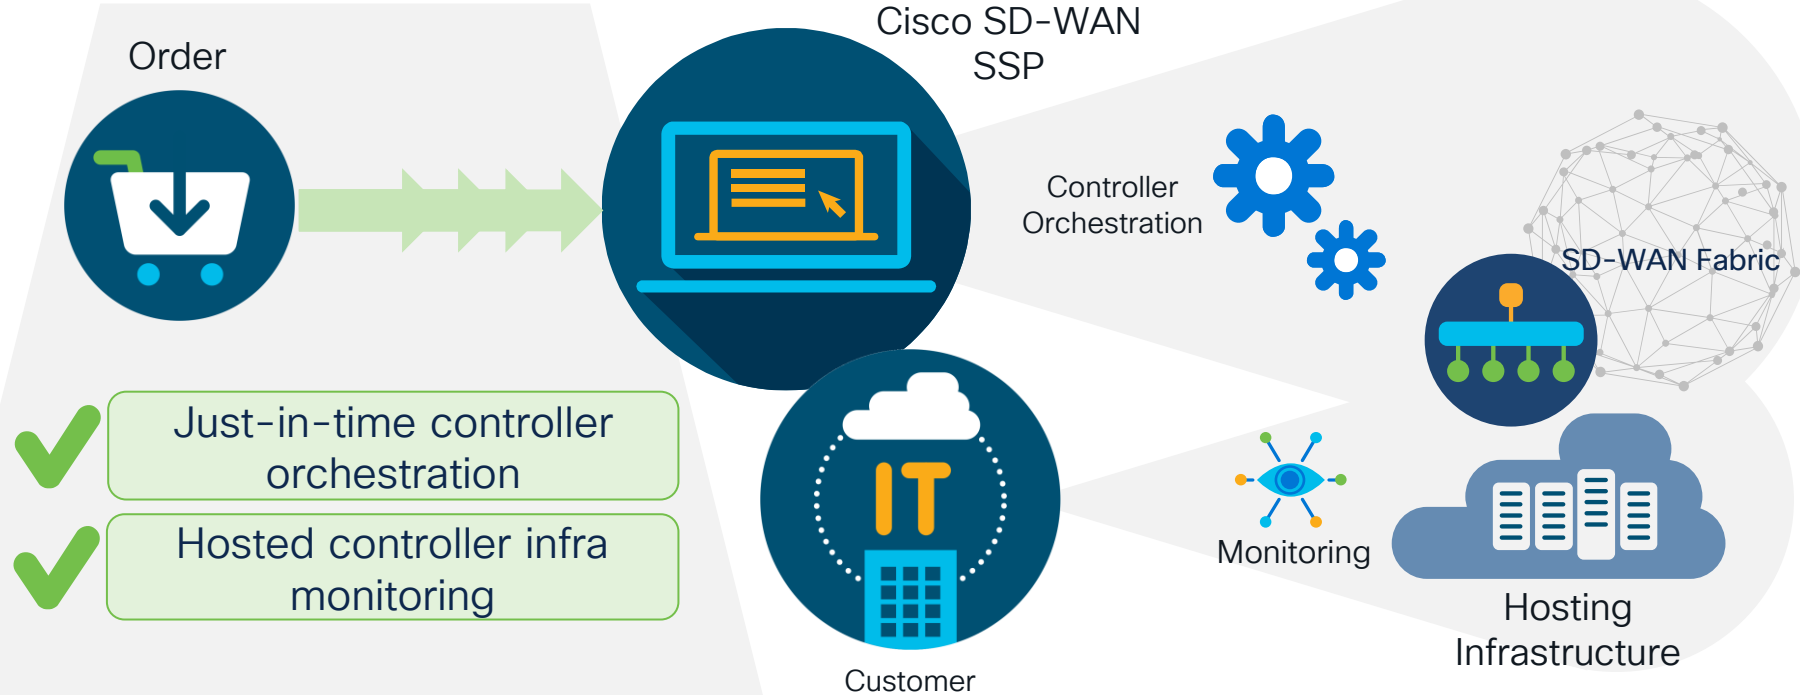 Order
Cisco SD-WAN
SSP
Controller
Orchestration
SD-WAN Fabric
Just-in-time controller
orchestration
Hosted controller infra
monitoring
IT
Customer
Monitoring
Hosting
Infrastructure